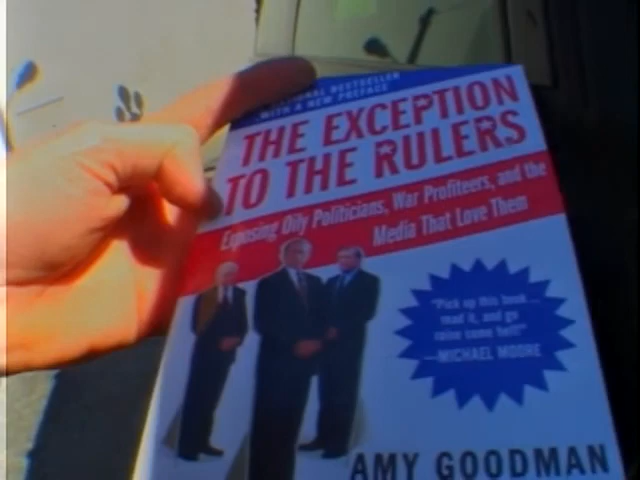 NATIONAL BESTSELLER
WITH A NEW PREFACE
THE EXCEPTION
TO THE RULERS
Exposing Oily Politicians, War Profiteers, and the
Media That Love Them
"Pick up this book...
read it, and go
raise some hell!"
—MICHAEL MOORE
AMY GOODMAN